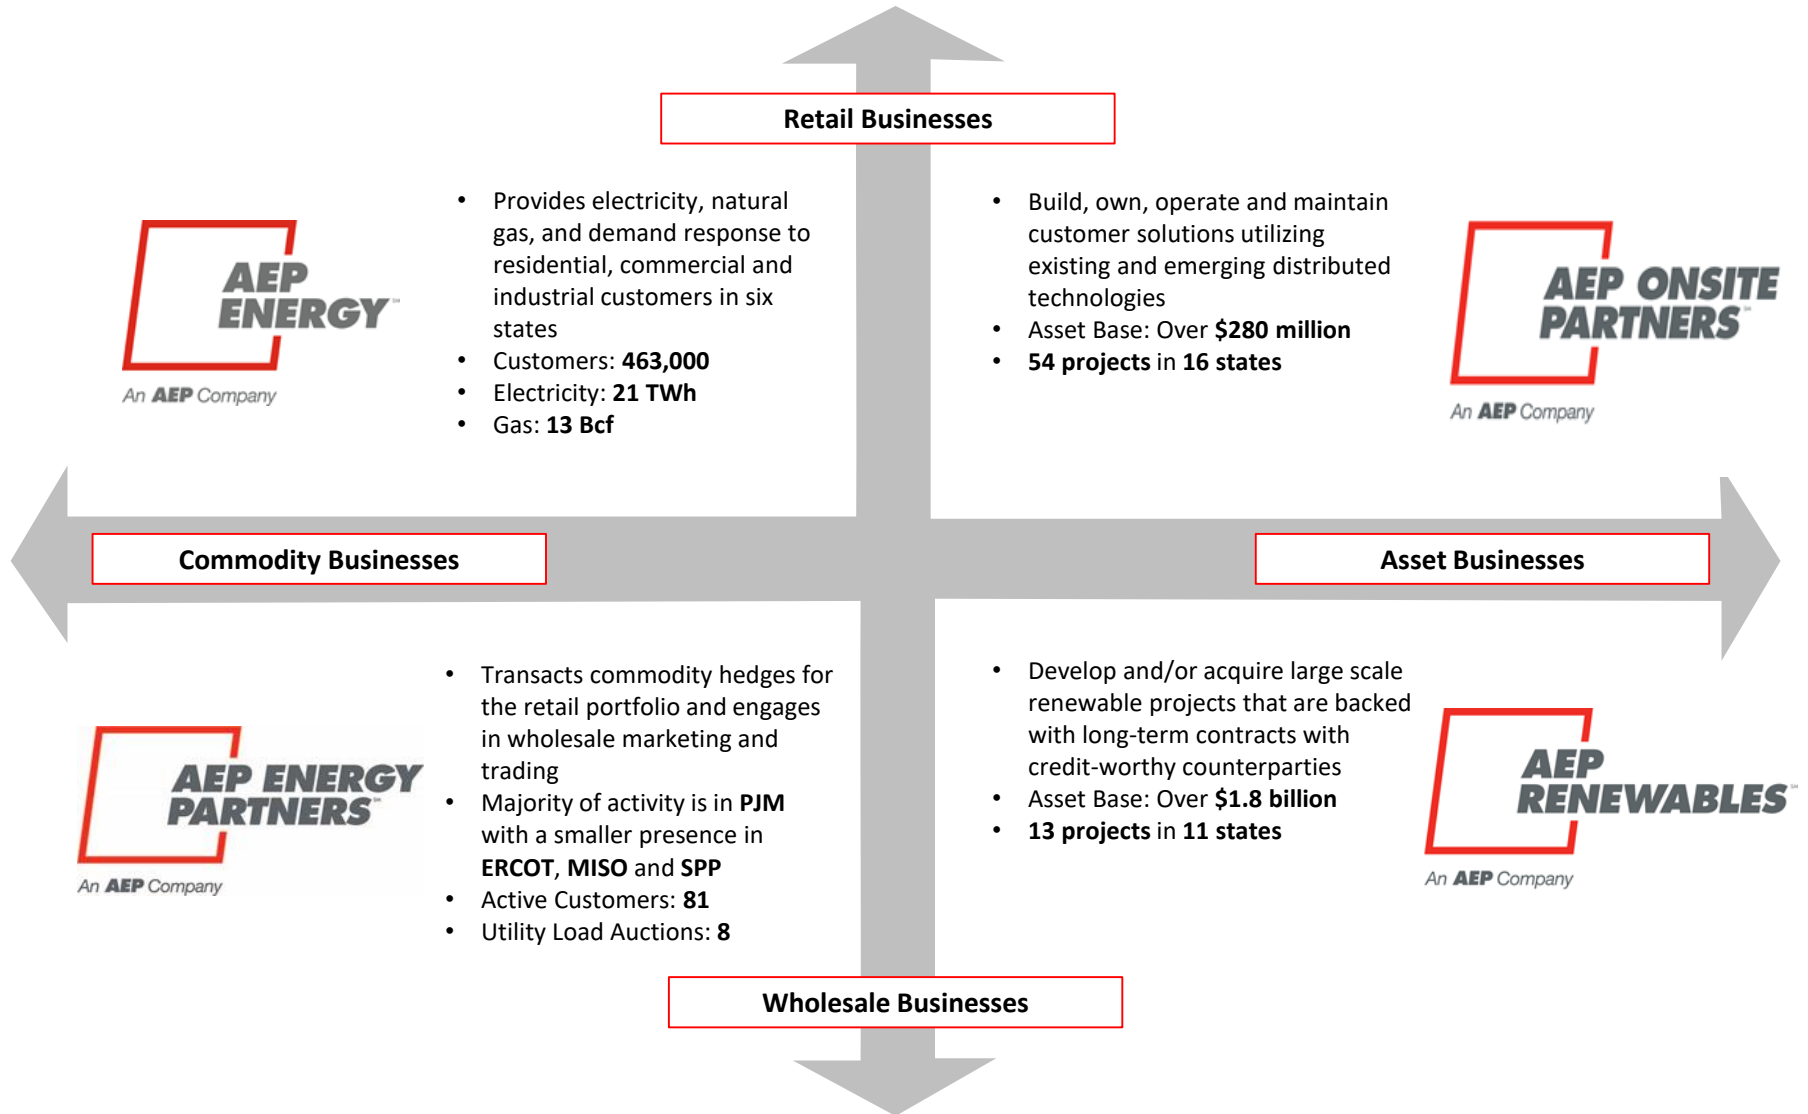 Retail Businesses
AEP
ENERGY℠
An AEP Company
• Provides electricity, natural
gas, and demand response to
residential, commercial and
industrial customers in six
states
• Customers: 463,000
• Electricity: 21 TWh
• Gas: 13 Bcf
• Build, own, operate and maintain
customer solutions utilizing
existing and emerging distributed
technologies
• Asset Base: Over $280 million
• 54 projects in 16 states
AEP ONSITE
PARTNERS℠
An AEP Company
Commodity Businesses
Asset Businesses
AEP ENERGY
PARTNERS℠
An AEP Company
• Transacts commodity hedges for
the retail portfolio and engages
in wholesale marketing and
trading
• Majority of activity is in PJM
with a smaller presence in
ERCOT, MISO and SPP
• Active Customers: 81
• Utility Load Auctions: 8
• Develop and/or acquire large scale
renewable projects that are backed
with long-term contracts with
credit-worthy counterparties
• Asset Base: Over $1.8 billion
• 13 projects in 11 states
AEP
RENEWABLES℠
An AEP Company
Wholesale Businesses